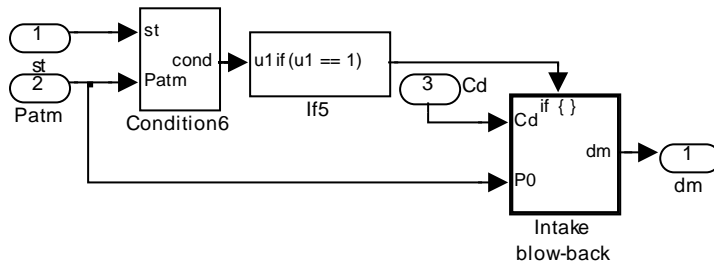 1
st
st
2
Patm
Patm
cond
Condition6
u1
if(u1 == 1)
If5
3
Cd
if { }
Cd
P0
dm
Intake
blow-back
1
dm